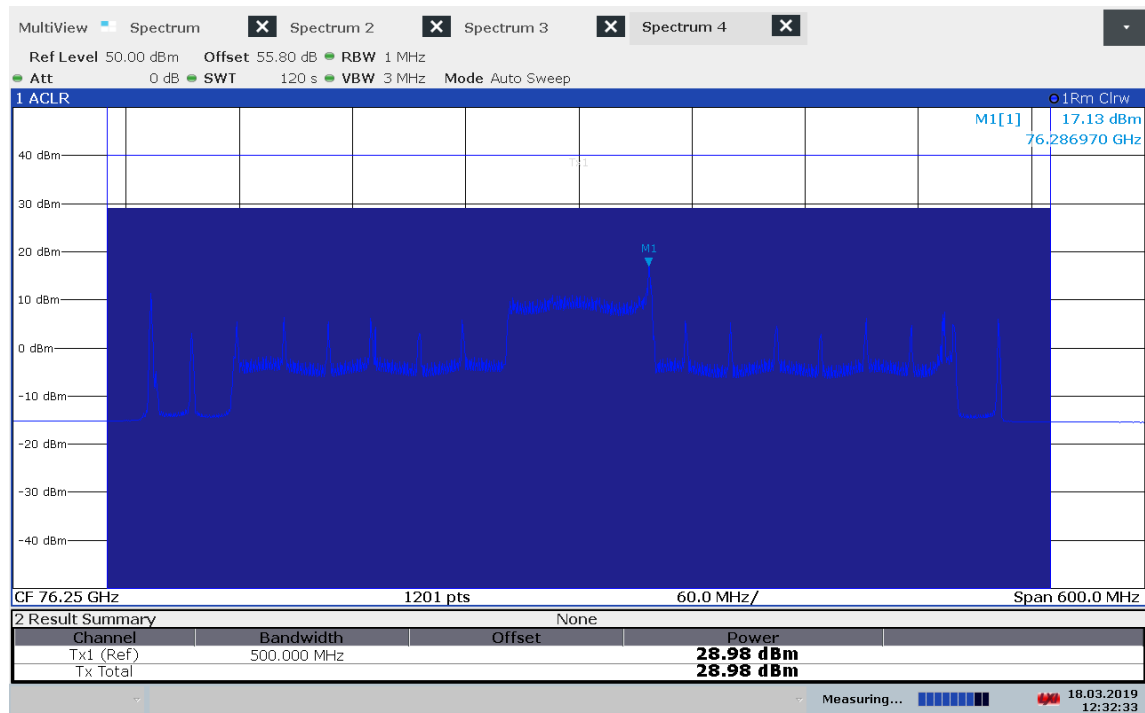 MultiView Spectrum X Spectrum 2 X Spectrum 3 X Spectrum 4 X
Ref Level 50.00 dBm Offset 55.80 dB RBW 1 MHz
Att 0 dB SWT 120 s VBW 3 MHz Mode Auto Sweep
1 ACLR 1Rm Clrw
M1[1] 17.13 dBm
76.286970 GHz
40 dBm
Tx1
30 dBm
20 dBm
M1
10 dBm
0 dBm
-10 dBm
-20 dBm
-30 dBm
-40 dBm
CF 76.25 GHz 1201 pts 60.0 MHz/ Span 600.0 MHz
2 Result Summary None
Channel Bandwidth Offset Power
Tx1 (Ref) 500.000 MHz 28.98 dBm
Tx Total 28.98 dBm
Measuring... 18.03.2019
12:32:33